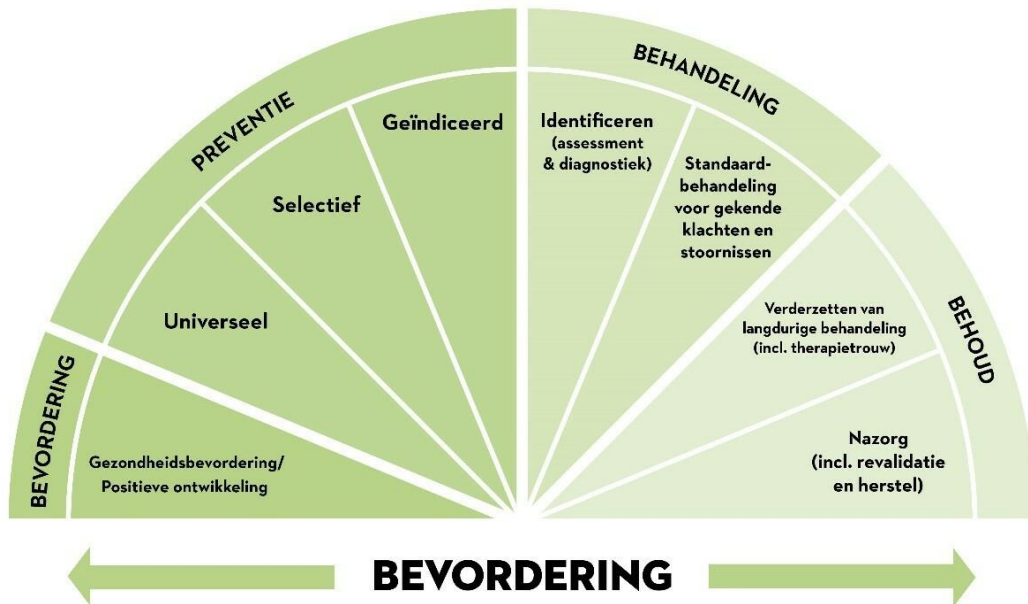 BEVORDERING
Gezondheidsbevordering/
Positieve ontwikkeling
PREVENTIE
Universeel
Selectief
Geïndiceerd
BEHANDELING
Identificeren
(assessment
& diagnostiek)
Standaard-
behandeling
voor gekende
klachten en
stoornissen
BEHOUD
Verderzetten van
langdurige behandeling
(incl. therapietrouw)
Nazorg
(incl. revalidatie
en herstel)
BEVORDERING